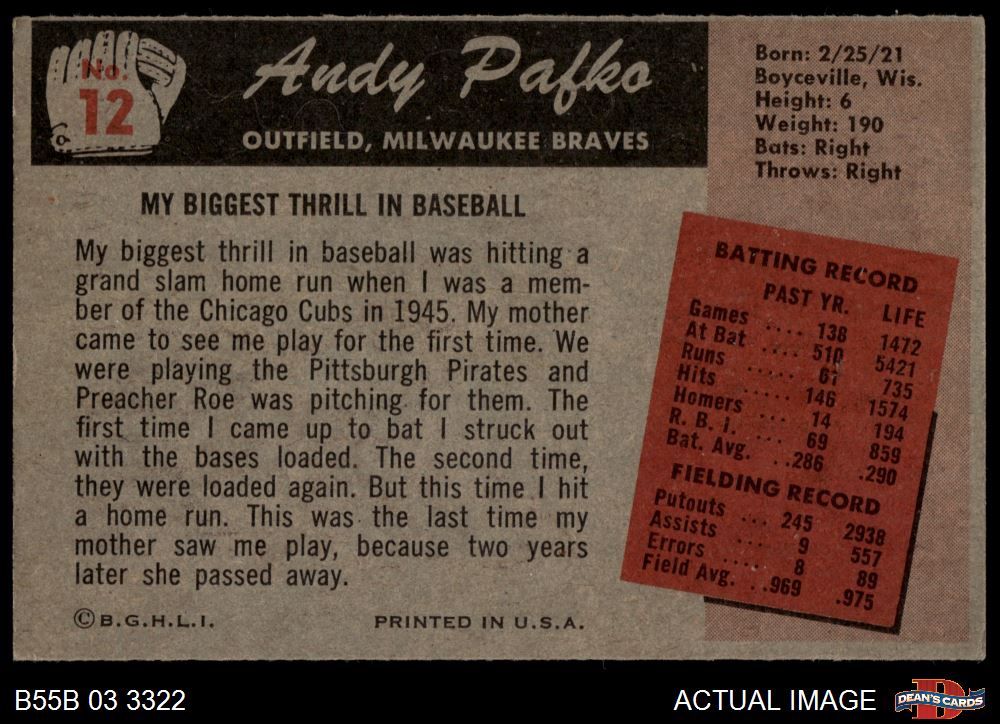 No.
12
Andy Pafko
OUTFIELD, MILWAUKEE BRAVES
Born: 2/25/21
Boyceville, Wis.
Height: 6
Weight: 190
Bats: Right
Throws: Right
MY BIGGEST THRILL IN BASEBALL
My biggest thrill in baseball was hitting a
grand slam home run when I was a mem-
ber of the Chicago Cubs in 1945. My mother
came to see me play for the first time. We
were playing the Pittsburgh Pirates and
Preacher Roe was pitching for them. The
first time I came up to bat I struck out
with the bases loaded. The second time,
they were loaded again. But this time I hit
a home run. This was the last time my
mother saw me play, because two years
later she passed away.
©B.G.H.L.I. PRINTED IN U.S.A.
BATTING RECORD
PAST YR. LIFE
Games .... 138 1472
At Bat .... 510 5421
Runs ..... 67 735
Hits ..... 146 1574
Homers ... 14 194
R. B. I. ... 69 859
Bat. Avg. ..286 .290
FIELDING RECORD
Putouts ... 245 2938
Assists ... 9 557
Errors .... 8 89
Field Avg. ..969 .975
B55B 03 3322 ACTUAL IMAGE DEAN'S CARDS